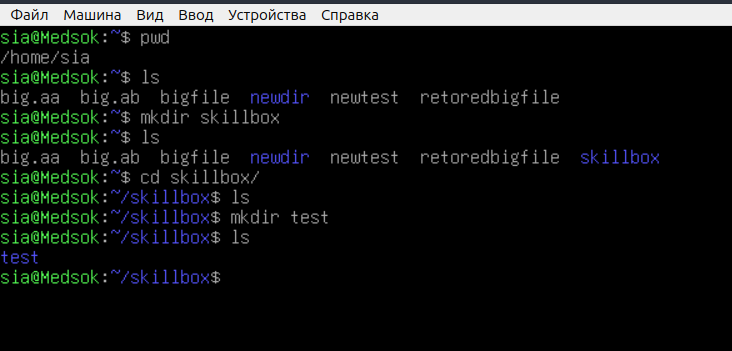 Файл Машина Вид Ввод Устройства Справка
sia@Medsok:~$ pwd
/home/sia
sia@Medsok:~$ ls
big.aa big.ab bigfile newdir newtest retoredbigfile
sia@Medsok:~$ mkdir skillbox
sia@Medsok:~$ ls
big.aa big.ab bigfile newdir newtest retoredbigfile skillbox
sia@Medsok:~$ cd skillbox/
sia@Medsok:~/skillbox$ ls
sia@Medsok:~/skillbox$ mkdir test
sia@Medsok:~/skillbox$ ls
test
sia@Medsok:~/skillbox$